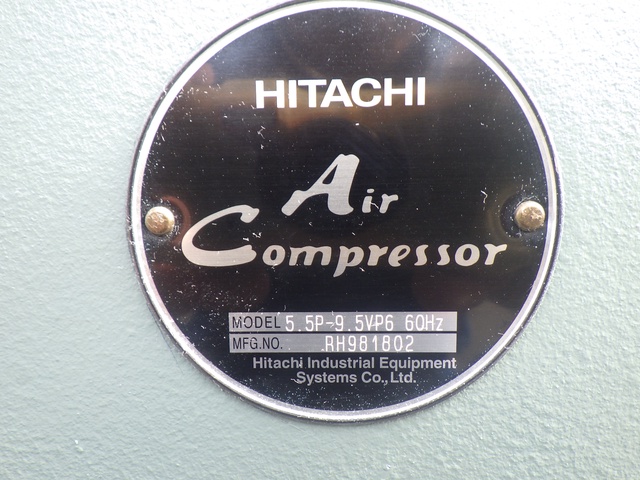 HITACHI
Air
Compressor
MODEL 5.5P-9.5VP6 60Hz
MFG.NO. RH981802
Hitachi Industrial Equipment
Systems Co.,Ltd.